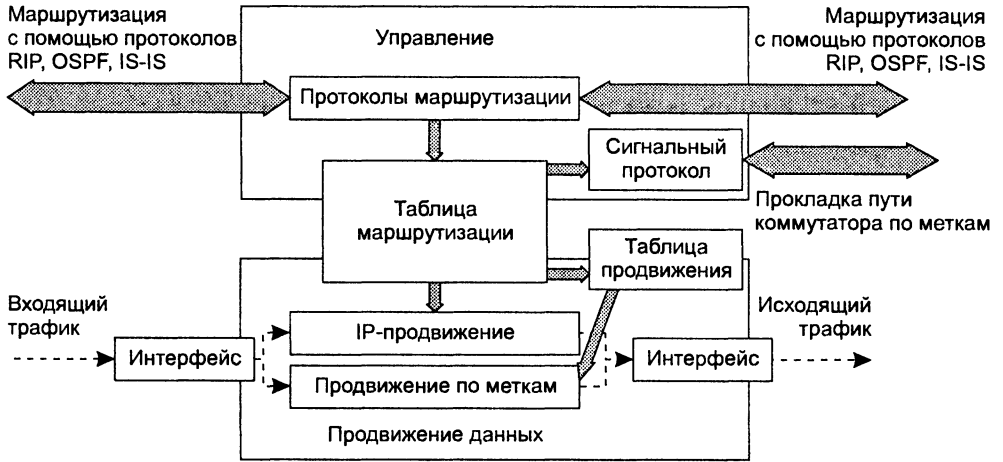 Маршрутизация
с помощью протоколов
RIP, OSPF, IS-IS
Управление
Маршрутизация
с помощью протоколов
RIP, OSPF, IS-IS
Протоколы маршрутизации
Сигнальный
протокол
Прокладка пути
коммутатора по меткам
Таблица
маршрутизации
Таблица
продвижения
Входящий
трафик
Исходящий
трафик
IP-продвижение
Интерфейс
Интерфейс
Продвижение по меткам
Продвижение данных